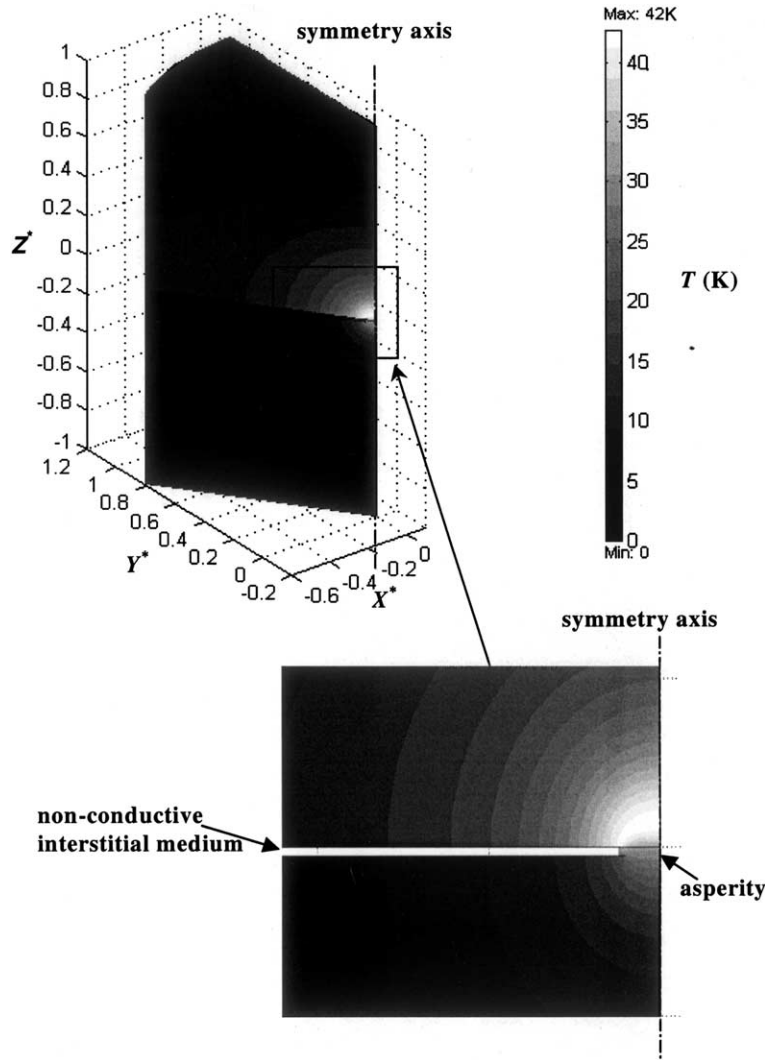 symmetry axis
Max: 42K
1
0.8
0.6
0.4
0.2
0
-0.2
-0.4
-0.6
-0.8
-1
Z*
1.2
1
0.8
0.6
0.4
0.2
0
-0.2
Y*
-0.6
-0.4
-0.2
0
X*
40
35
30
25
20
15
10
5
0
Min: 0
T (K)
symmetry axis
non-conductive
interstitial medium
asperity